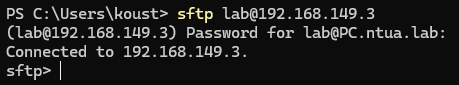 PS C:\Users\koust> sftp lab@192.168.149.3
(lab@192.168.149.3) Password for lab@PC.ntua.lab:
Connected to 192.168.149.3.
sftp>